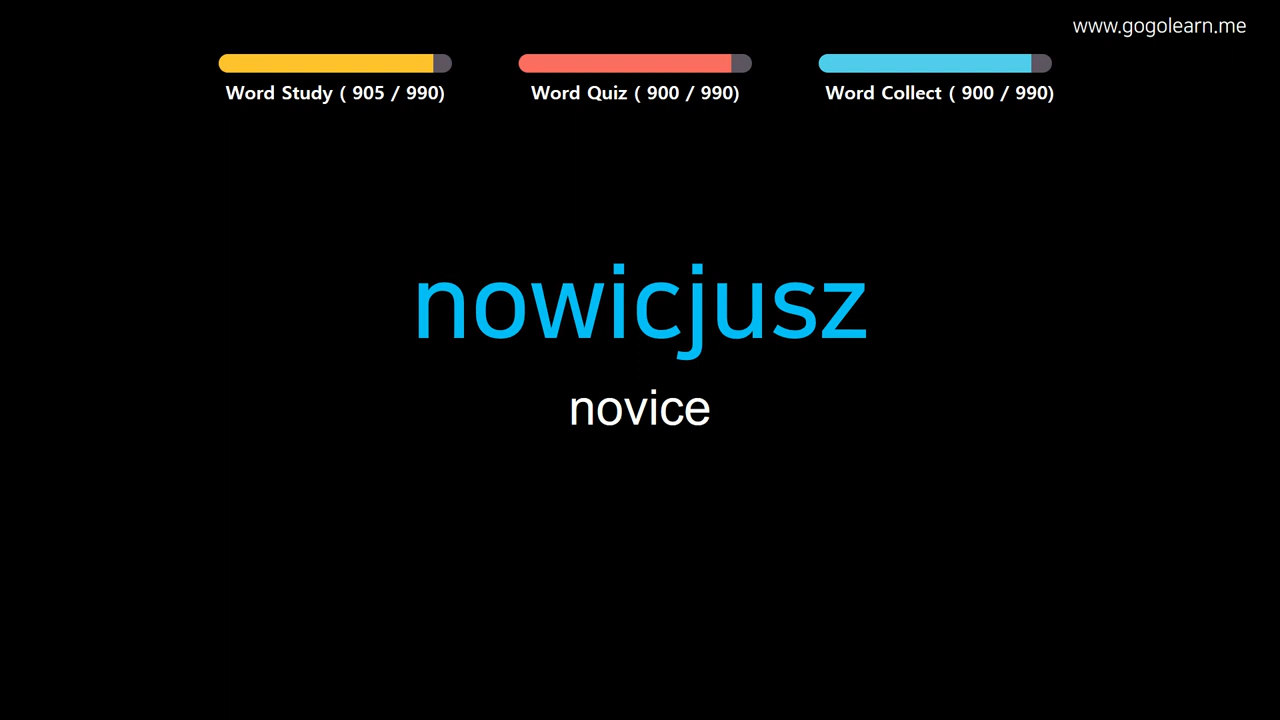 www.gogolearn.me
Word Study ( 905 / 990)
Word Quiz ( 900 / 990)
Word Collect ( 900 / 990)
nowicjusz
novice